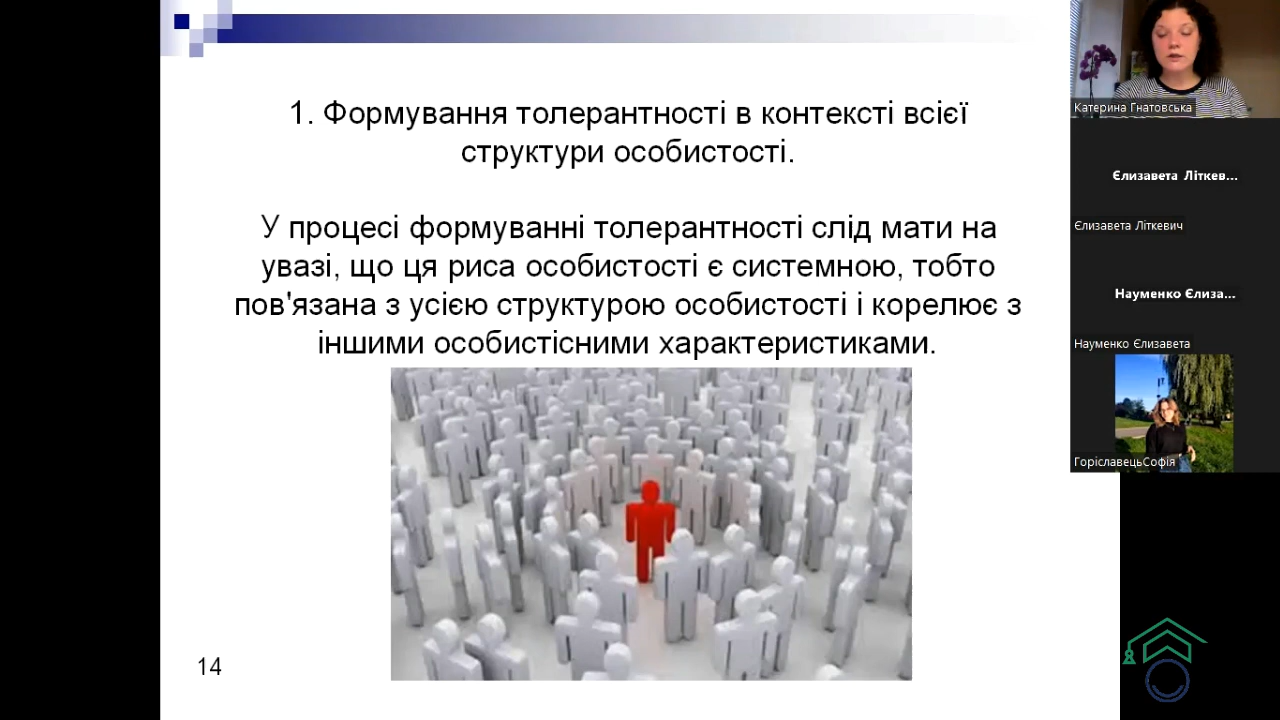 1. Формування толерантності в контексті всієї
структури особистості.
У процесі формуванні толерантності слід мати на
увазі, що ця риса особистості є системною, тобто
пов'язана з усією структурою особистості і корелює з
іншими особистісними характеристиками.
14
Катерина Гнатовська
Єлизавета Літкев...
Єлизавета Літкевич
Науменко Єлиза...
Науменко Єлизавета
ГоріславецьСофія